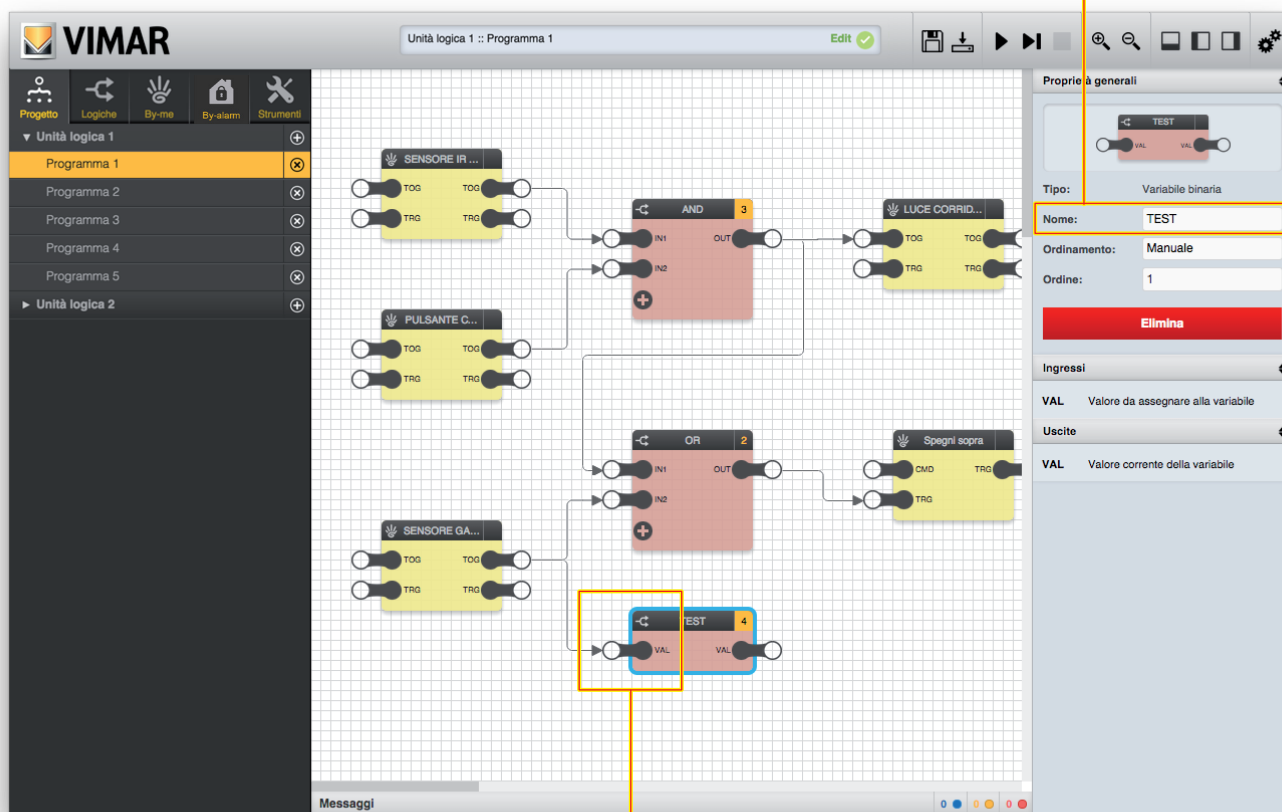 VIMAR
Unità logica 1 :: Programma 1
Edit
Progetto
Logiche
By-me
By-alarm
Strumenti
Unità logica 1
Programma 1
Programma 2
Programma 3
Programma 4
Programma 5
Unità logica 2
SENSORE IR ...
TOG TOG
TRG TRG
PULSANTE C...
TOG TOG
TRG TRG
SENSORE GA...
TOG TOG
TRG TRG
AND 3
IN1 OUT
IN2
OR 2
IN1 OUT
IN2
TEST 4
VAL VAL
LUCE CORRID...
TOG TOG
TRG TRG
Spegni sopra
CMD TRG
TRG
Messaggi
0 0 0
Proprietà generali
TEST
VAL VAL
Tipo: Variabile binaria
Nome: TEST
Ordinamento: Manuale
Ordine: 1
Elimina
Ingressi
VAL Valore da assegnare alla variabile
Uscite
VAL Valore corrente della variabile